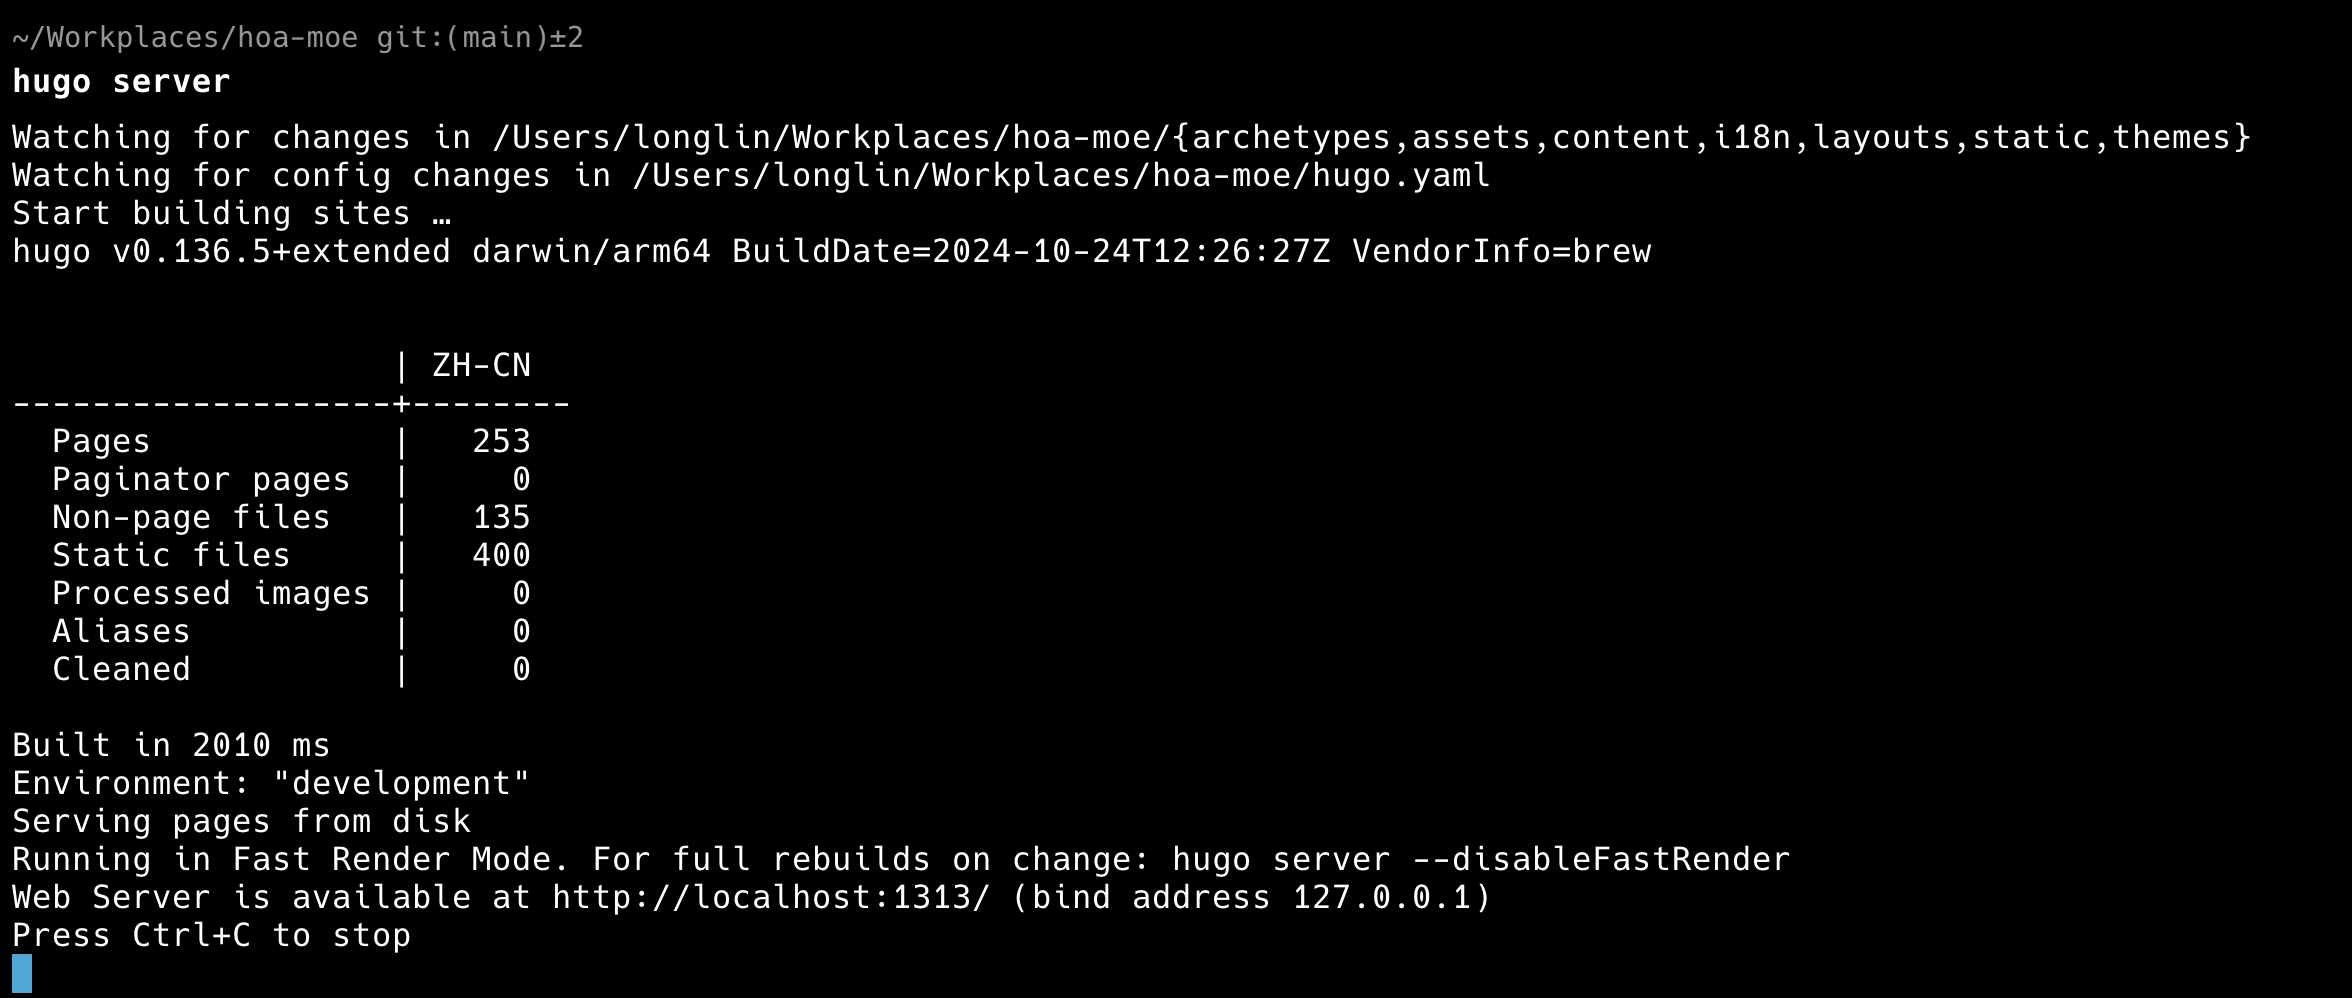 ~/Workplaces/hoa-moe git:(main)±2
hugo server
Watching for changes in /Users/longlin/Workplaces/hoa-moe/{archetypes,assets,content,i18n,layouts,static,themes}
Watching for config changes in /Users/longlin/Workplaces/hoa-moe/hugo.yaml
Start building sites …
hugo v0.136.5+extended darwin/arm64 BuildDate=2024-10-24T12:26:27Z VendorInfo=brew
                   | ZH-CN
-------------------+--------
  Pages            |   253
  Paginator pages  |     0
  Non-page files   |   135
  Static files     |   400
  Processed images |     0
  Aliases          |     0
  Cleaned          |     0
Built in 2010 ms
Environment: "development"
Serving pages from disk
Running in Fast Render Mode. For full rebuilds on change: hugo server --disableFastRender
Web Server is available at http://localhost:1313/ (bind address 127.0.0.1)
Press Ctrl+C to stop